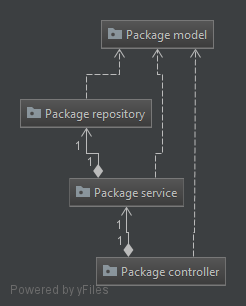 Package model
Package repository
1
1
Package service
1
1
Package controller
Powered by yFiles